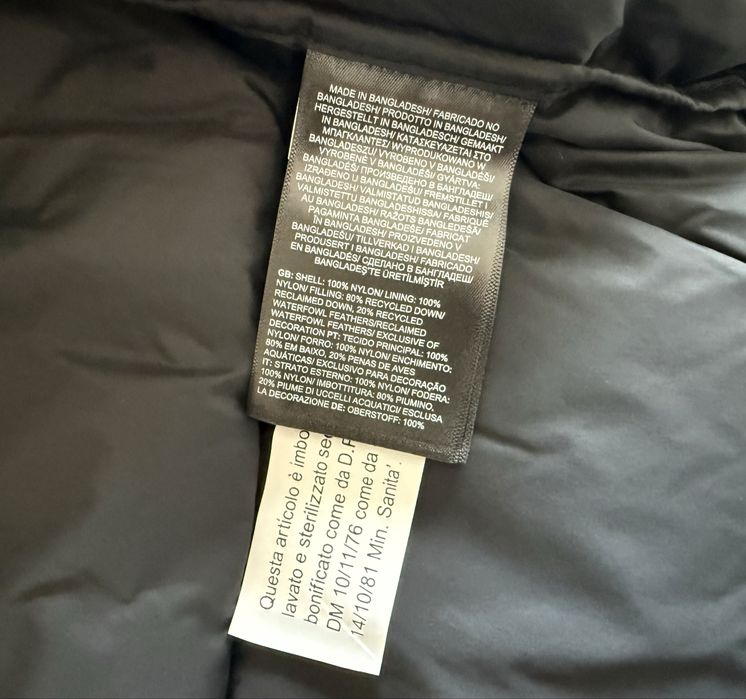 MADE IN BANGLADESH/ FABRICADO NO
BANGLADESH/ PRODOTTO IN BANGLADESH/
HERGESTELLT IN BANGLADESCH/ GEMAAKT
IN BANGLADESH/ ΚΑΤΑΣΚΕΥΑΖΕΤΑΙ ΣΤΟ
ΜΠΑΓΚΛΑΝΤΕΣ/ WYPRODUKOWANO W
BANGLADESZU/ VYROBENO V BANGLADÉŠI/
VYROBENÉ V BANGLADÉŠI/ GYÁRTVA:
BANGLADÉS/ ПРОИЗВЕДЕНО В БАНГЛАДЕШ/
IZRAĐENO U BANGLADEŠU/ FREMSTILLET I
BANGLADESH/ VALMISTATUD BANGLADESHIS/
VALMISTETTU BANGLADESHISSA/ FABRIQUÉ
AU BANGLADESH/ RAŽOTS BANGLADEŠĀ/
PAGAMINTA BANGLADEŠE/ FABRICAT
ÎN BANGLADESH/ PROIZVEDENO V
BANGLADEŠU/ TILLVERKAD I BANGLADESH/
PRODUSERT I BANGLADESH/ FABRICADO
EN BANGLADÉS/ СДЕЛАНО В БАНГЛАДЕШ/
BANGLADEŞ'TE ÜRETİLMİŞTİR
GB: SHELL: 100% NYLON/ LINING: 100%
NYLON/ FILLING: 80% RECYCLED DOWN/
RECLAIMED DOWN, 20% RECYCLED
WATERFOWL FEATHERS/RECLAIMED
WATERFOWL FEATHERS/ EXCLUSIVE OF
DECORATION PT: TECIDO PRINCIPAL: 100%
NYLON/ FORRO: 100% NYLON/ ENCHIMENTO:
80% EM BAIXO, 20% PENAS DE AVES
AQUÁTICAS/ EXCLUSIVO PARA DECORAÇÃO
IT: STRATO ESTERNO: 100% NYLON/ FODERA:
100% NYLON/ IMBOTTITURA: 80% PIUMINO,
20% PIUME DI UCCELLI ACQUATICI/ ESCLUSA
LA DECORAZIONE DE: OBERSTOFF: 100%
Questa artícolo è imbo
lavato e sterilizzato sec
bonificato come da D.P
DM 10/11/76 come da
14/10/81 Min. Sanita'.